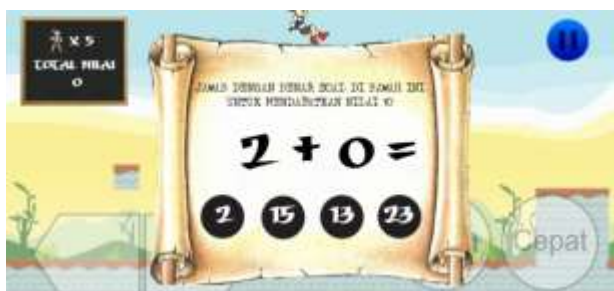 x 5
TOTAL NILAI
0
JAWAB DENGAN BENAR SOAL DI BAWAH INI
UNTUK MENDAPATKAN NILAI 10
2 + 0 =
2 15 13 23
Cepat